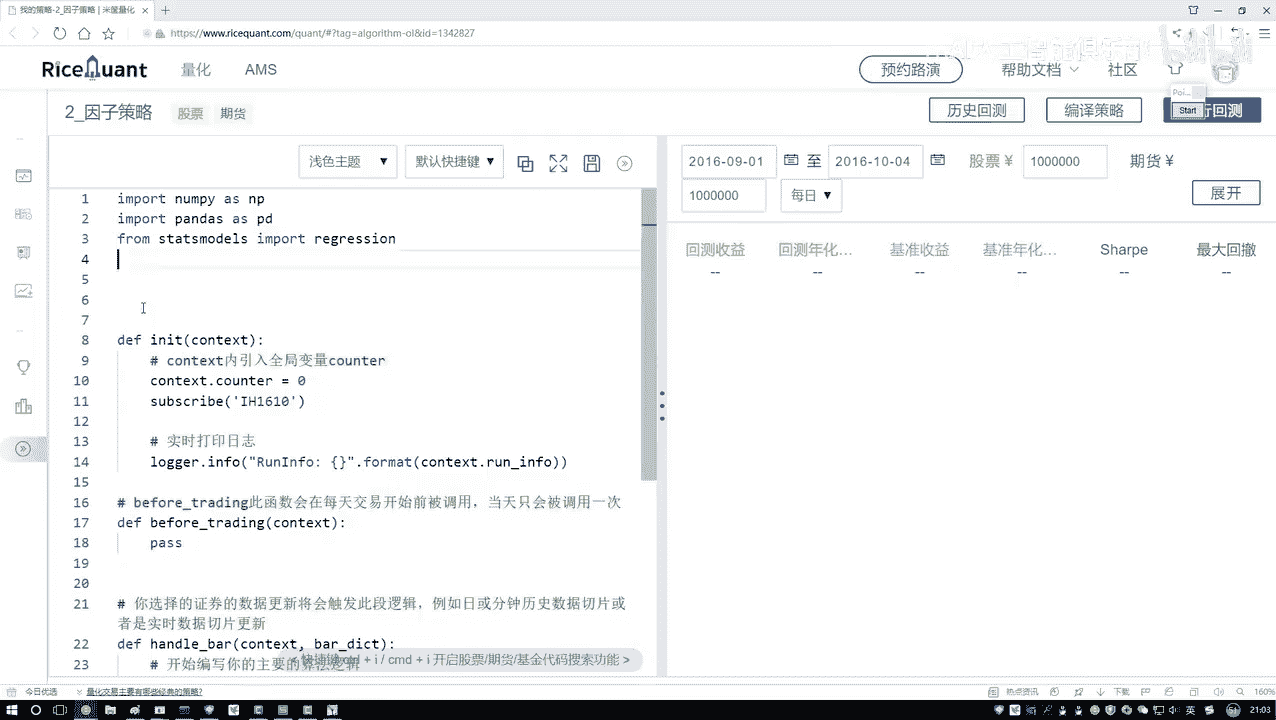 我的策略-2_因子策略 | 米筐量化
https://www.ricequant.com/quant/#?tag=algorithm-ol&id=1342827
RiceQuant 量化 AMS 预约路演 帮助文档 社区
Poi...
2_因子策略 股票 期货 历史回测 编译策略 Start 行回测
浅色主题 ▼ 默认快捷键 ▼ 2016-09-01 至 2016-10-04 股票 ¥ 1000000 期货 ¥
1000000 每日 ▼ 展开
1 import numpy as np
2 import pandas as pd
3 from statsmodels import regression
回测收益 回测年化... 基准收益 基准年化... Sharpe 最大回撤
-- -- -- -- -- --
4
5
6
7
8 def init(context):
9 # context内引入全局变量counter
10 context.counter = 0
11 subscribe('IH1610')
12
13 # 实时打印日志
14 logger.info("RunInfo: {}".format(context.run_info))
15
16 # before_trading此函数会在每天交易开始前被调用，当天只会被调用一次
17 def before_trading(context):
18 pass
19
20
21 # 你选择的证券的数据更新将会触发此段逻辑，例如日或分钟历史数据切片或
者是实时数据切片更新
22 def handle_bar(context, bar_dict):
23 # 开始编写你的主要的算法逻辑
+ i / cmd + i 开启股票/期货/基金代码搜索功能 >
今日优选 量化交易主要有哪些经典的策略? 热点资讯 下载 160%
英 21:03